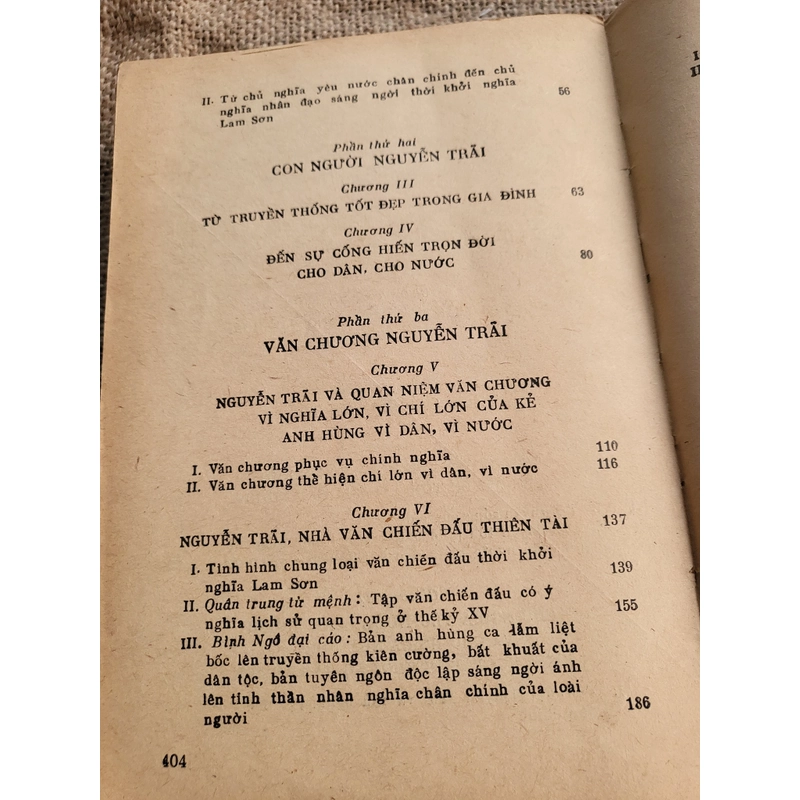 II. Từ chủ nghĩa yêu nước chân chính đến chủ
nghĩa nhân đạo sáng ngời thời khởi nghĩa
Lam Sơn 56
Phần thứ hai
CON NGƯỜI NGUYỄN TRÃI
Chương III
TỪ TRUYỀN THỐNG TỐT ĐẸP TRONG GIA ĐÌNH 63
Chương IV
ĐẾN SỰ CỐNG HIẾN TRỌN ĐỜI
CHO DÂN, CHO NƯỚC 80
Phần thứ ba
VĂN CHƯƠNG NGUYỄN TRÃI
Chương V
NGUYỄN TRÃI VÀ QUAN NIỆM VĂN CHƯƠNG
VÌ NGHĨA LỚN, VÌ CHÍ LỚN CỦA KẺ
ANH HÙNG VÌ DÂN, VÌ NƯỚC
I. Văn chương phục vụ chính nghĩa 110
II. Văn chương thể hiện chí lớn vì dân, vì nước 116
Chương VI
NGUYỄN TRÃI, NHÀ VĂN CHIẾN ĐẤU THIÊN TÀI 137
I. Tình hình chung loại văn chiến đấu thời khởi
nghĩa Lam Sơn 139
II. Quân trung từ mệnh: Tập văn chiến đấu có ý
nghĩa lịch sử quan trọng ở thế kỷ XV 155
III. Bình Ngô đại cáo: Bản anh hùng ca lẫm liệt
bốc lên truyền thống kiên cường, bất khuất của
dân tộc, bản tuyên ngôn độc lập sáng ngời ánh
lên tinh thần nhân nghĩa chân chính của loài
người 186
404
I
II